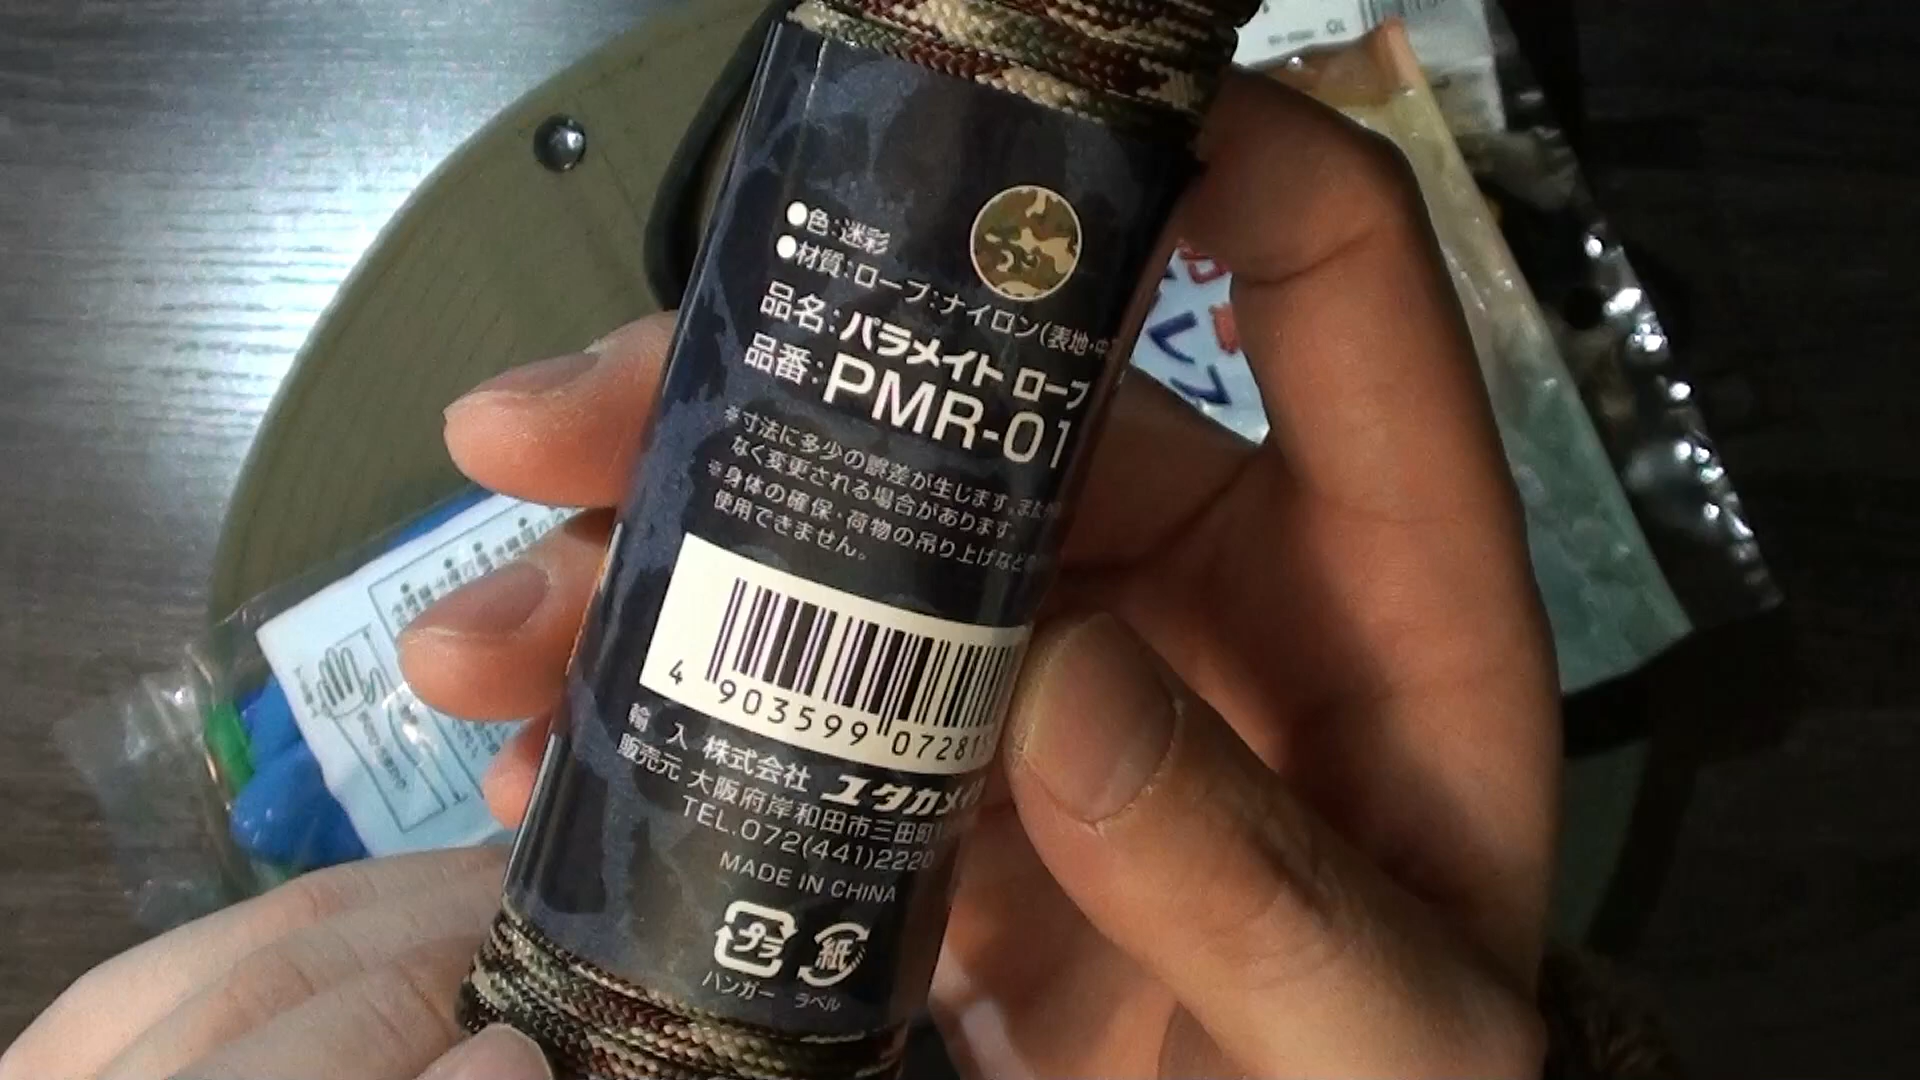 ●色:迷彩
●材質:ロープ:ナイロン(表地・中
品名:パラメイト ロープ
品番:PMR-01
※寸法に多少の誤差が生じます。また
なく変更される場合があります。
※身体の確保・荷物の吊り上げなど
使用できません。
4 903599 07281
輸入 株式会社 ユタカメイ
販売元 大阪府岸和田市三田町
TEL.072(441)2220
MADE IN CHINA
プラ 紙
ハンガー ラベル
レス